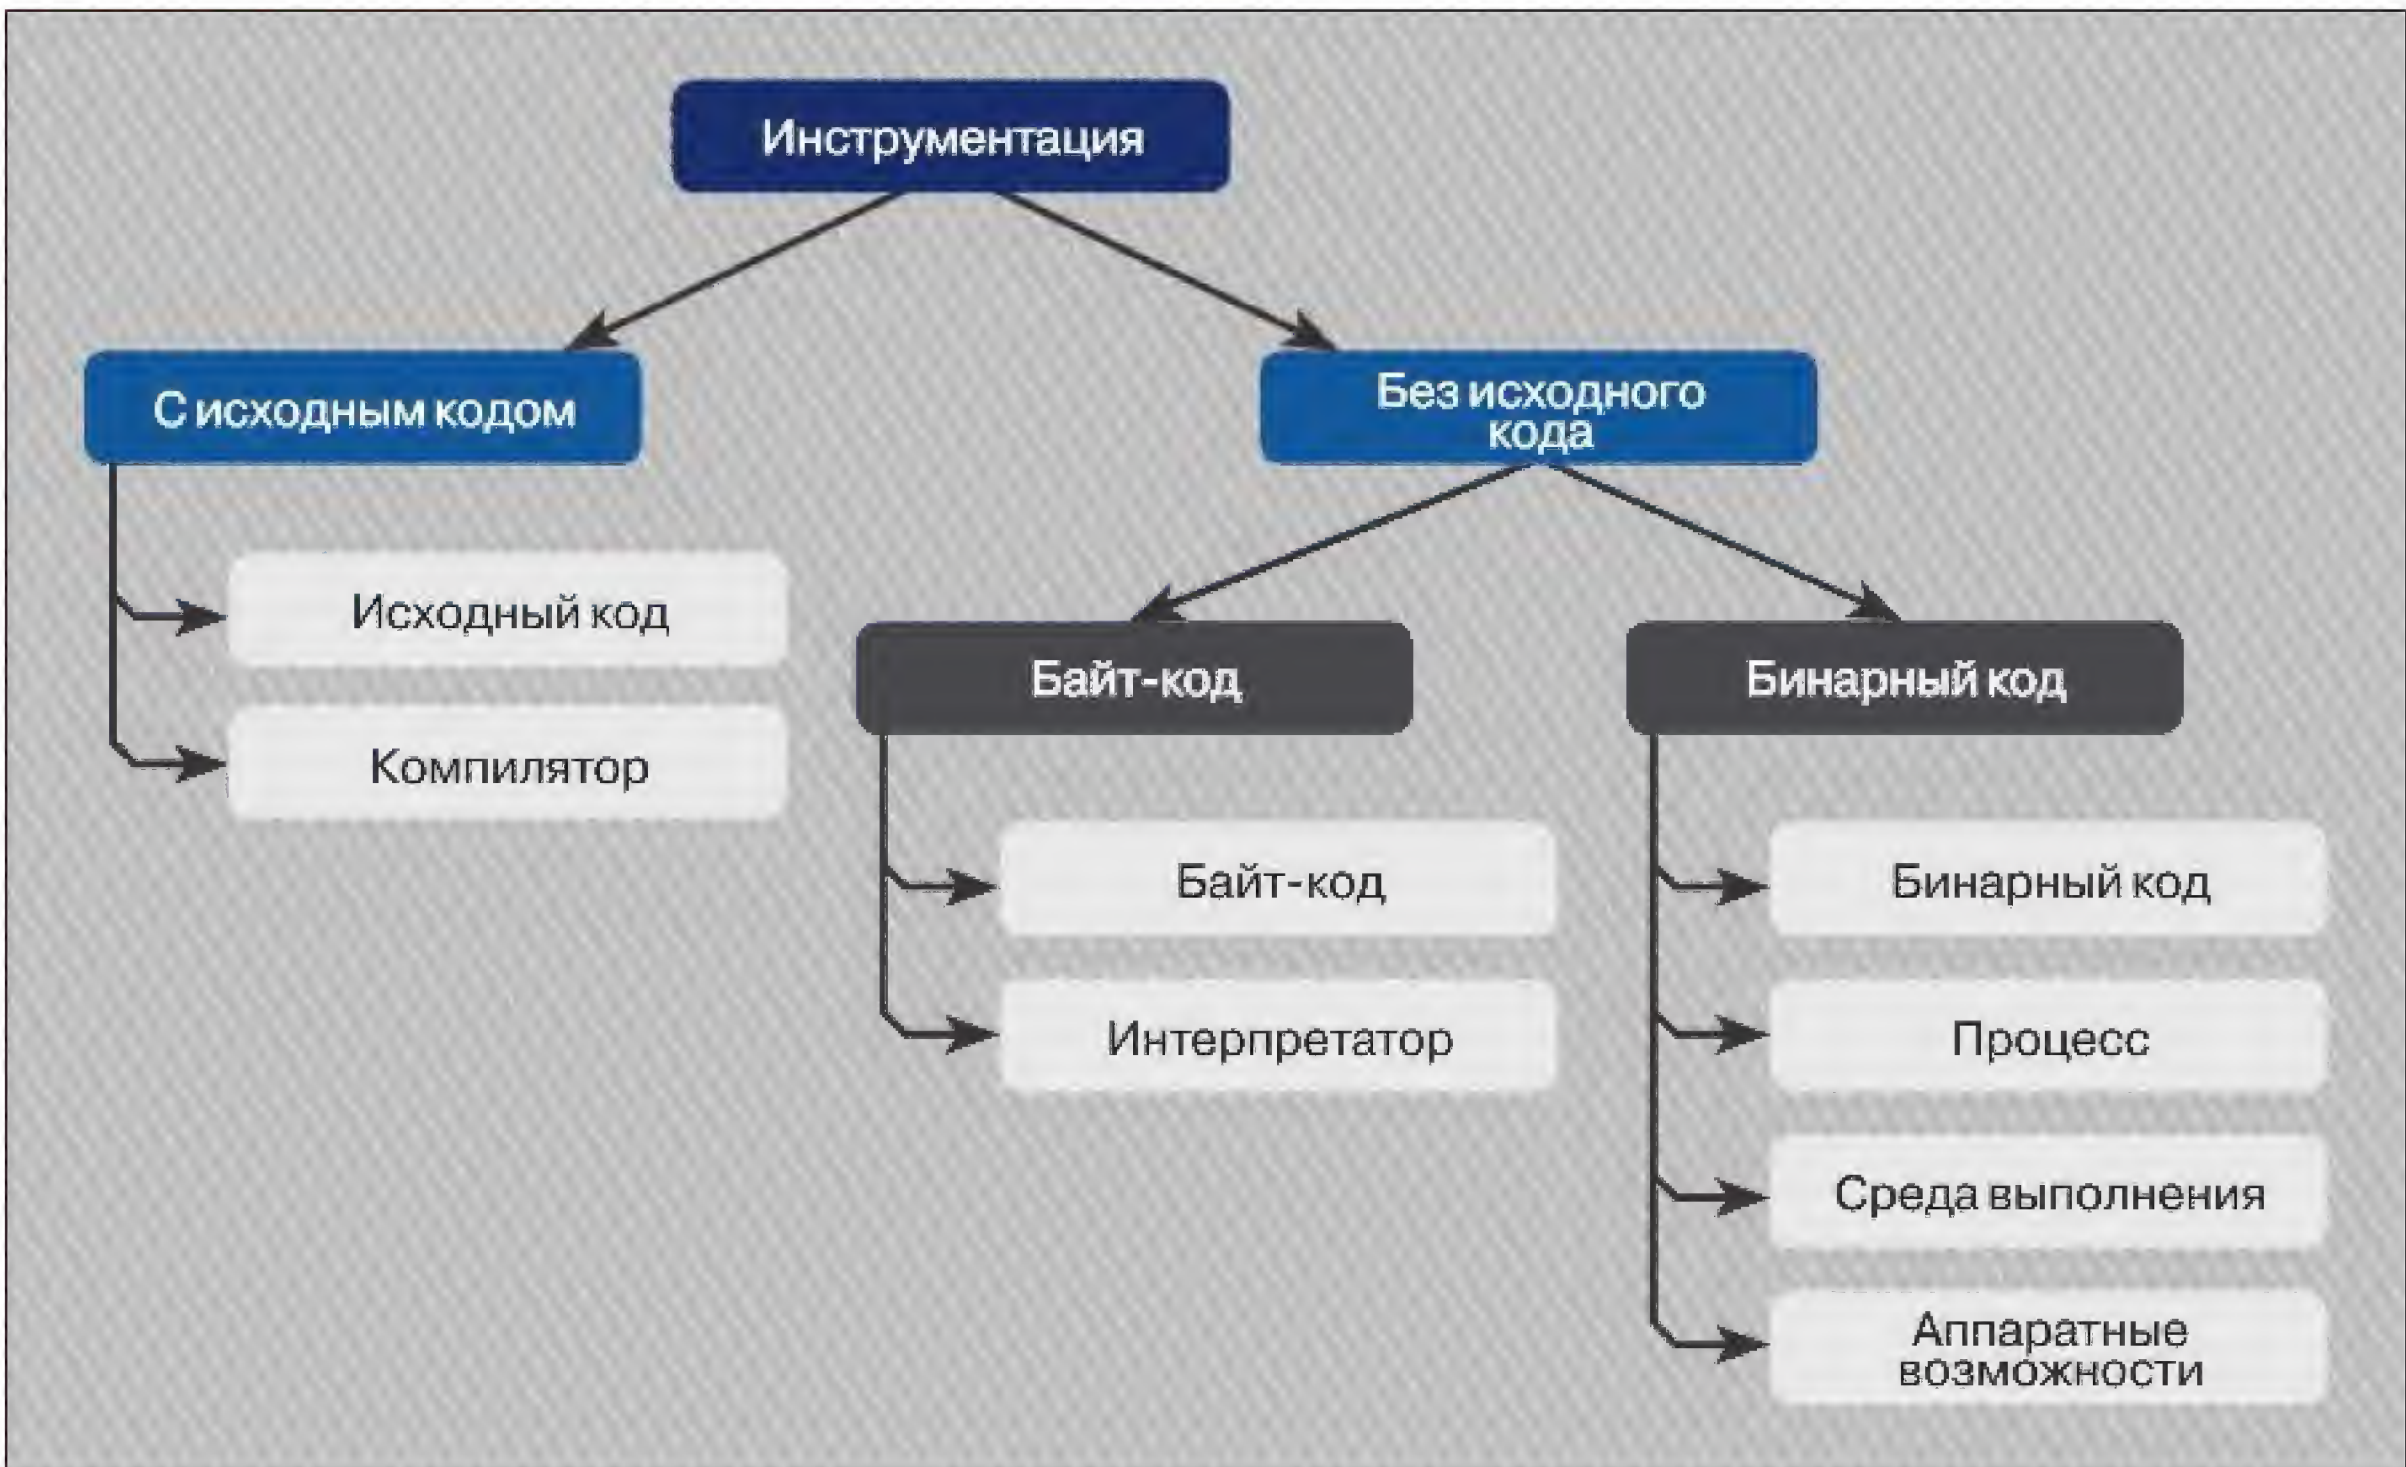 Инструментация
С исходным кодом
Без исходного
кода
Исходный код
Компилятор
Байт-код
Бинарный код
Байт-код
Интерпретатор
Бинарный код
Процесс
Среда выполнения
Аппаратные
возможности